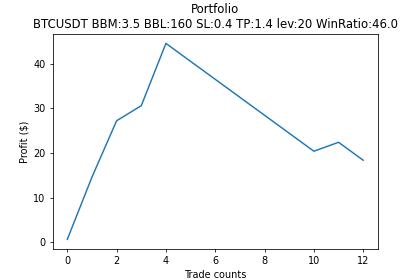 Portfolio
BTCUSDT BBM:3.5 BBL:160 SL:0.4 TP:1.4 lev:20 WinRatio:46.0
Profit ($)
40
30
20
10
0
0 2 4 6 8 10 12
Trade counts